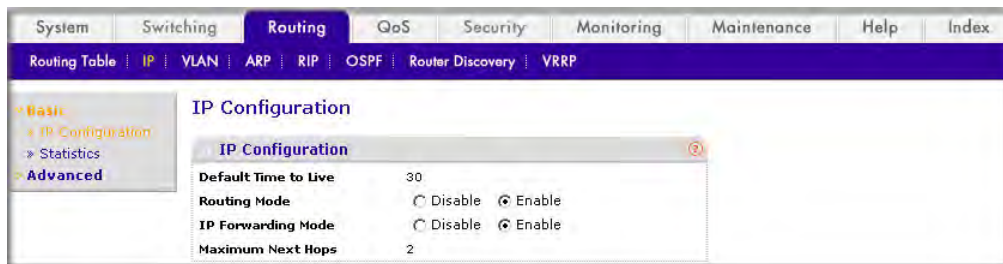 System Switching Routing QoS Security Monitoring Maintenance Help Index
Routing Table IP VLAN ARP RIP OSPF Router Discovery VRRP
Basic
» IP Configuration
» Statistics
Advanced
IP Configuration
IP Configuration ?
Default Time to Live 30
Routing Mode Disable Enable
IP Forwarding Mode Disable Enable
Maximum Next Hops 2